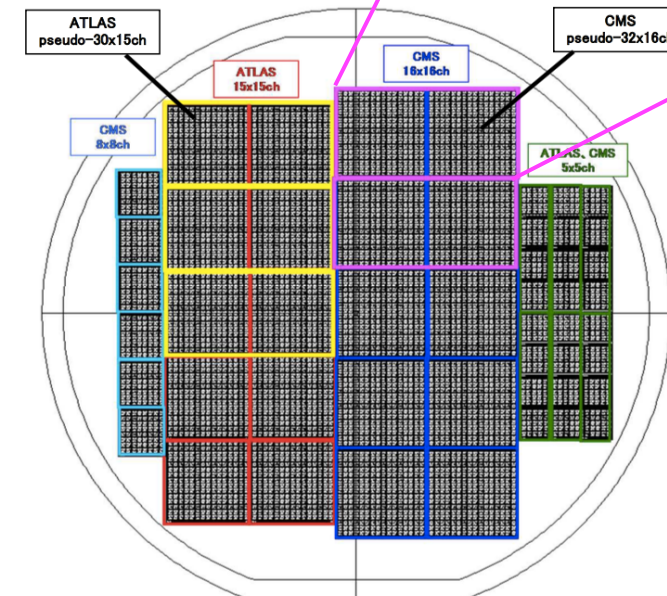 ATLAS
pseudo-30x15ch
CMS
pseudo-32x16ch
ATLAS
15x15ch
CMS
16x16ch
CMS
8x8ch
ATLAS、CMS
5x5ch